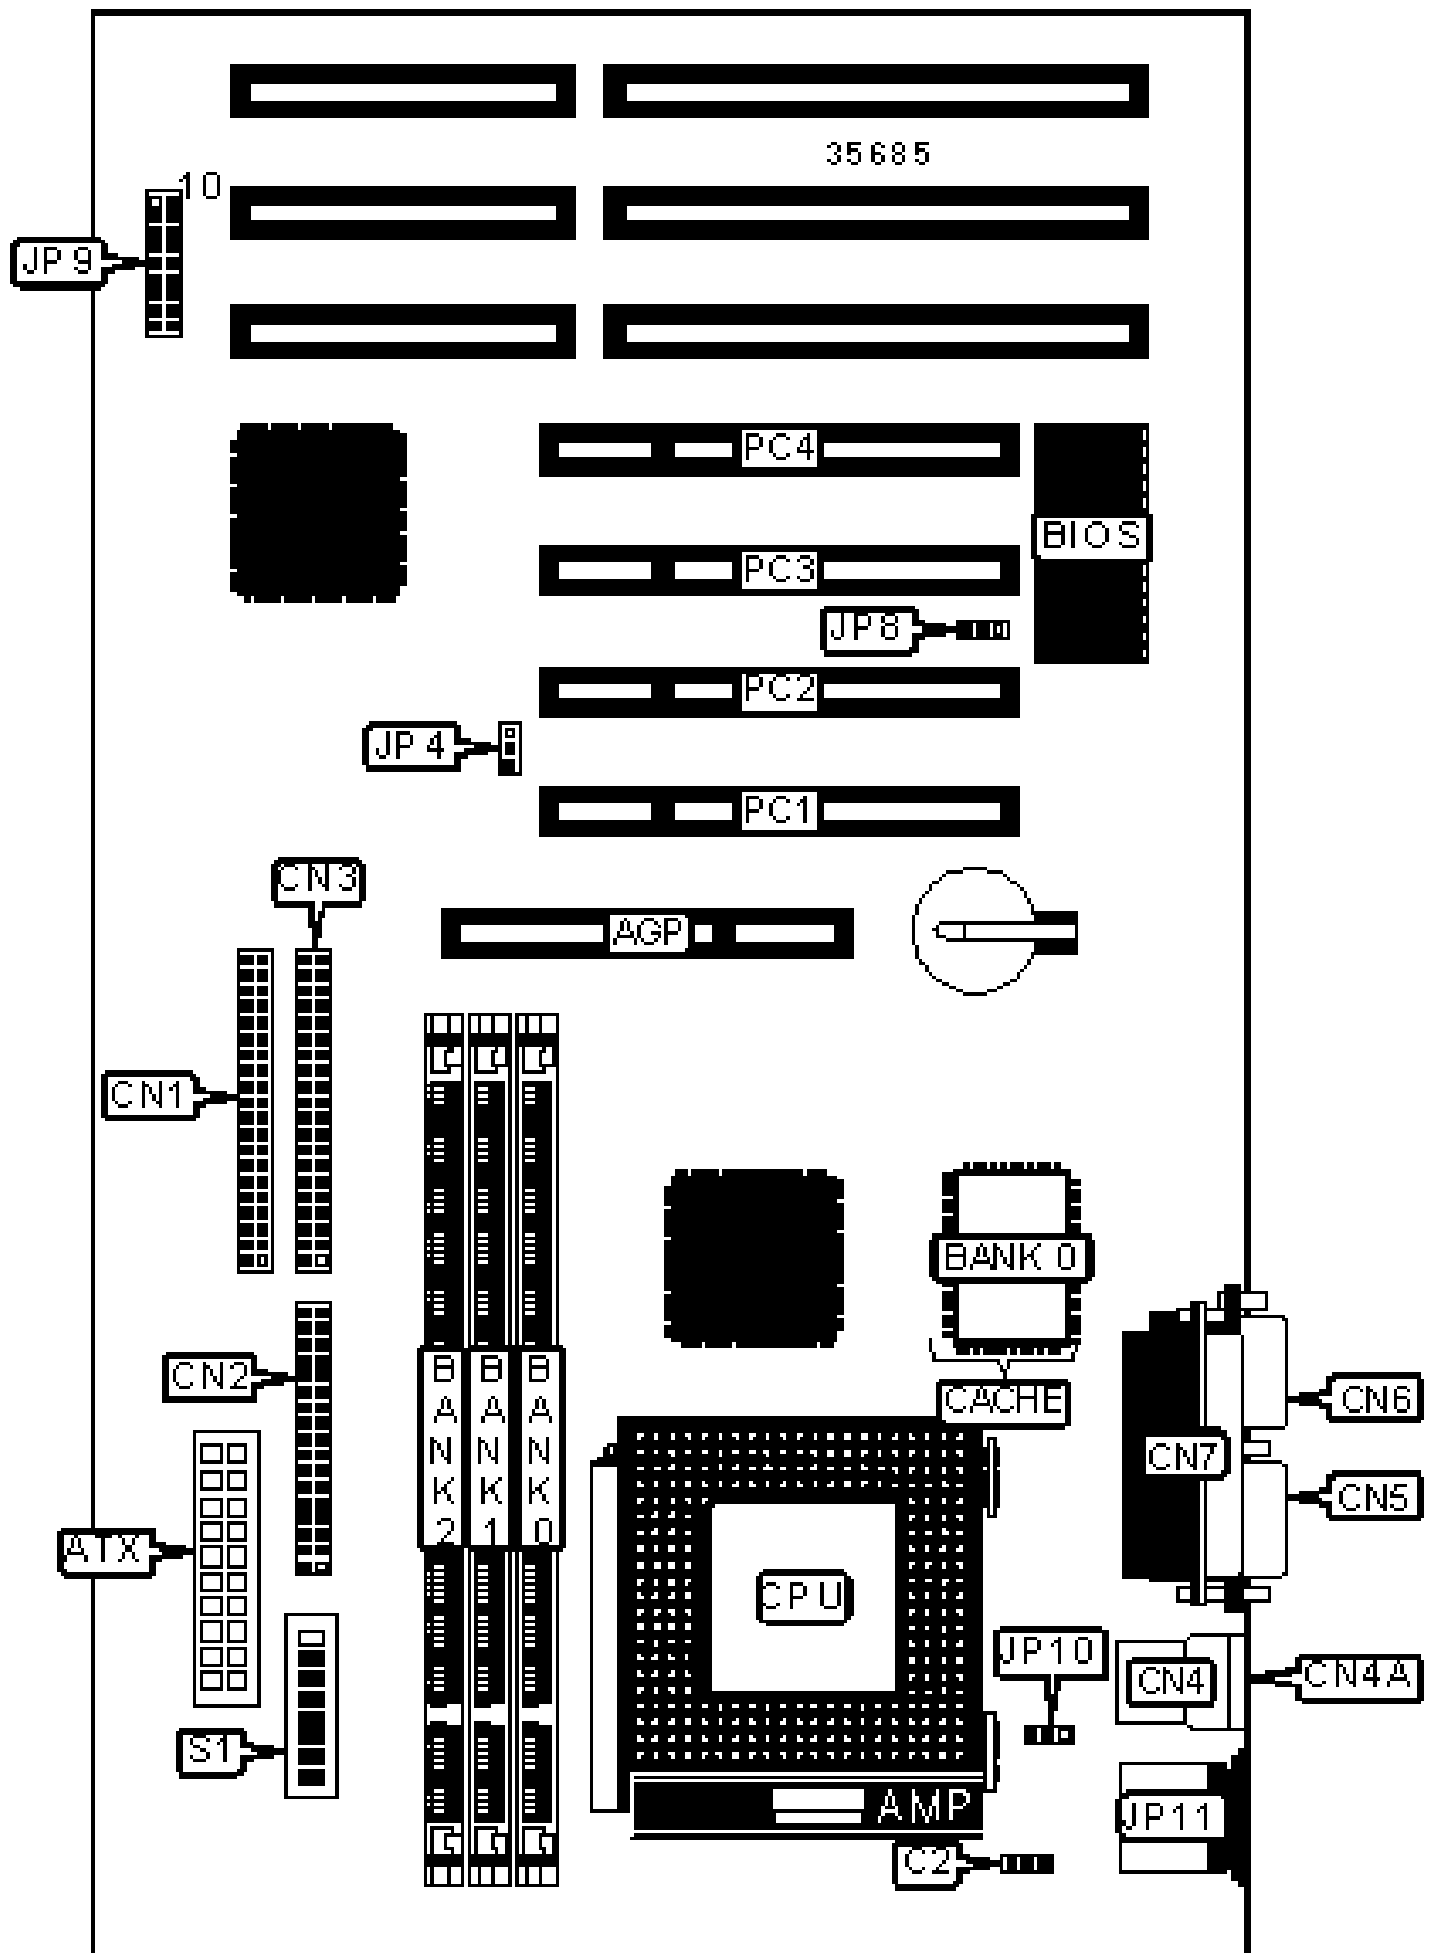 35685
10
JP 9
PC4
BIOS
PC3
JP8
PC2
JP 4
PC1
CN3
AGP
CN1
BANK 0
CN2
BANK2
BANK1
BANK0
CACHE
CN6
CN7
CN5
ATX
CPU
JP10
CN4
CN4A
S1
AMP
JP11
C2